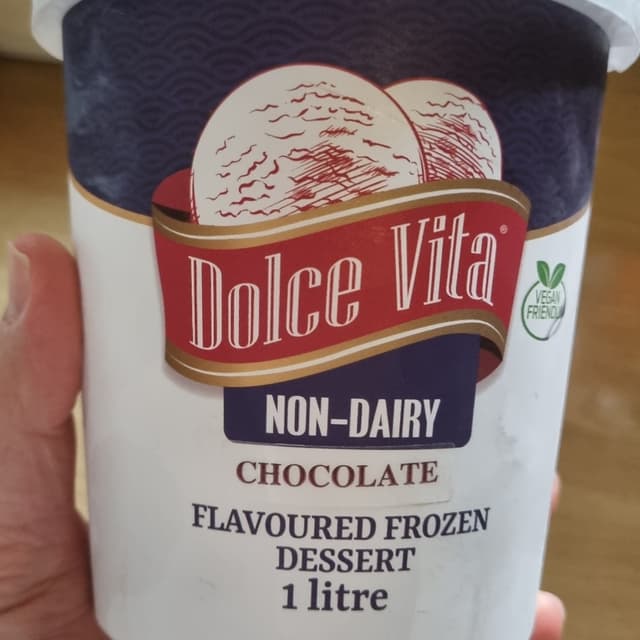 Dolce Vita®
VEGAN
FRIENDLY
NON-DAIRY
CHOCOLATE
FLAVOURED FROZEN
DESSERT
1 litre